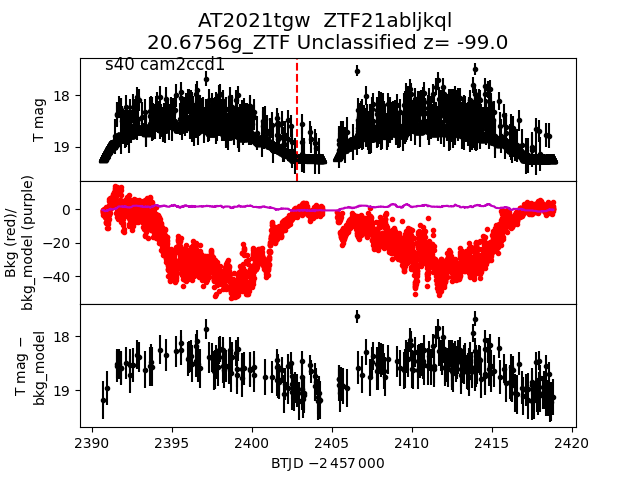 AT2021tgw  ZTF21abljkql
20.6756g_ZTF Unclassified z= -99.0
s40 cam2ccd1
T mag
18
19
Bkg (red)/
bkg_model (purple)
0
−20
−40
T mag −
bkg_model
18
19
2390 2395 2400 2405 2410 2415 2420
BTJD −2 457 000